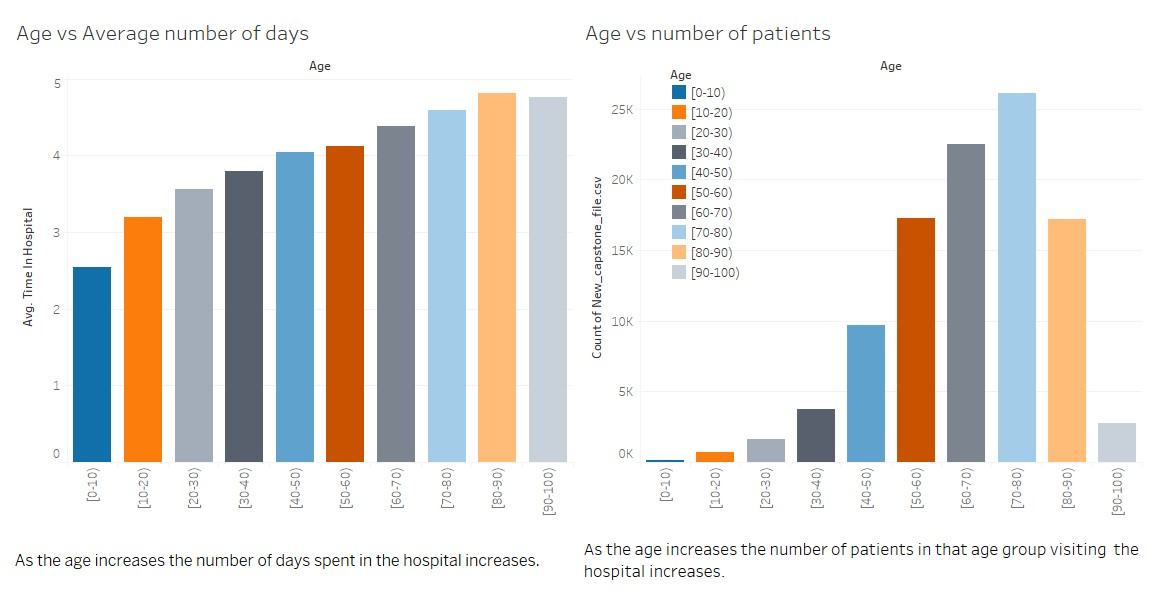 Age vs Average number of days
Age
Avg. Time In Hospital
5
4
3
2
1
0
[0-10)
[10-20)
[20-30)
[30-40)
[40-50)
[50-60)
[60-70)
[70-80)
[80-90)
[90-100)
As the age increases the number of days spent in the hospital increases.
Age vs number of patients
Age
Age
[0-10)
[10-20)
[20-30)
[30-40)
[40-50)
[50-60)
[60-70)
[70-80)
[80-90)
[90-100)
Count of New_capstone_file.csv
25K
20K
15K
10K
5K
0K
[0-10)
[10-20)
[20-30)
[30-40)
[40-50)
[50-60)
[60-70)
[70-80)
[80-90)
[90-100)
As the age increases the number of patients in that age group visiting the
hospital increases.